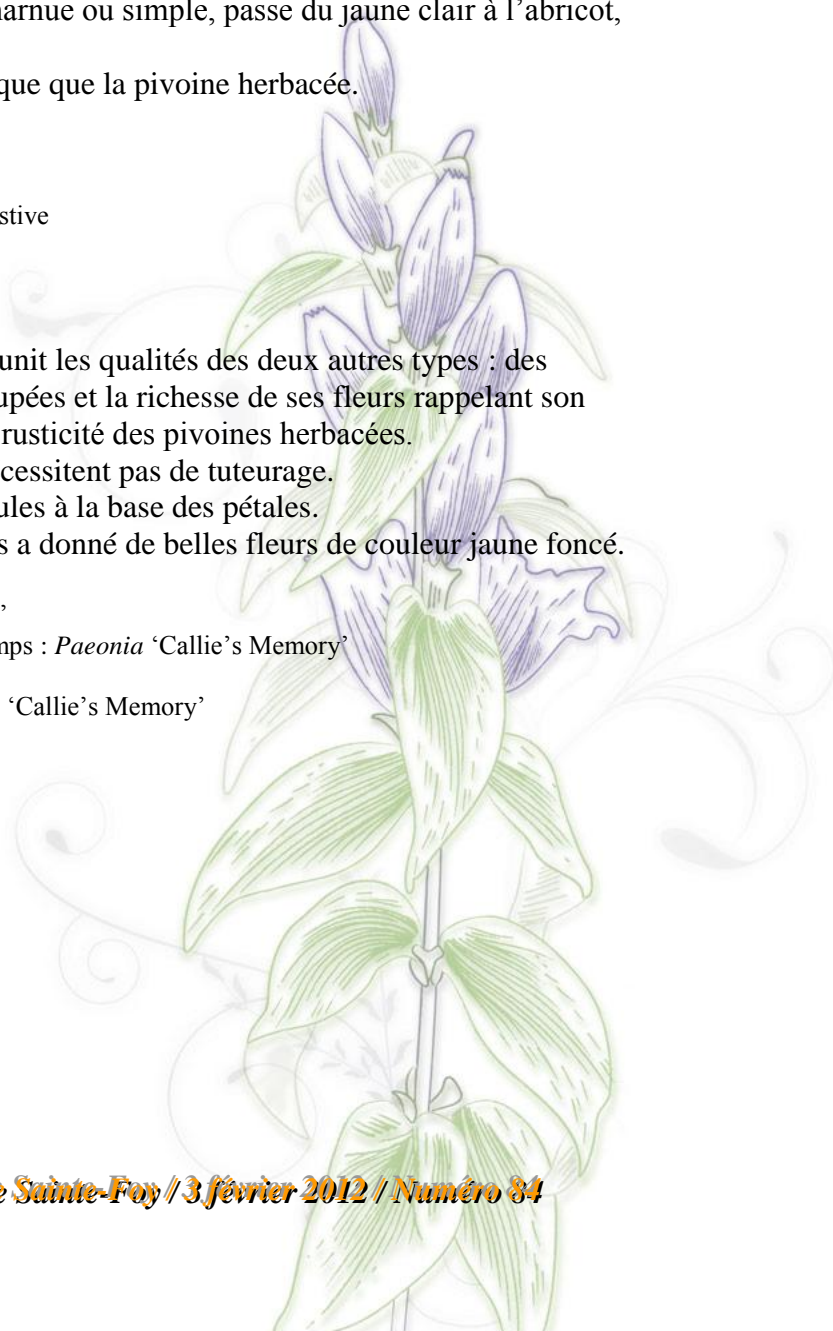 harnue ou simple, passe du jaune clair à l’abricot,
que que la pivoine herbacée.
stive
unit les qualités des deux autres types : des
upées et la richesse de ses fleurs rappelant son
rusticité des pivoines herbacées.
cessitent pas de tuteurage.
ules à la base des pétales.
s a donné de belles fleurs de couleur jaune foncé.
’
mps : Paeonia ‘Callie’s Memory’
‘Callie’s Memory’
e Sainte-Foy / 3 février 2012 / Numéro 84